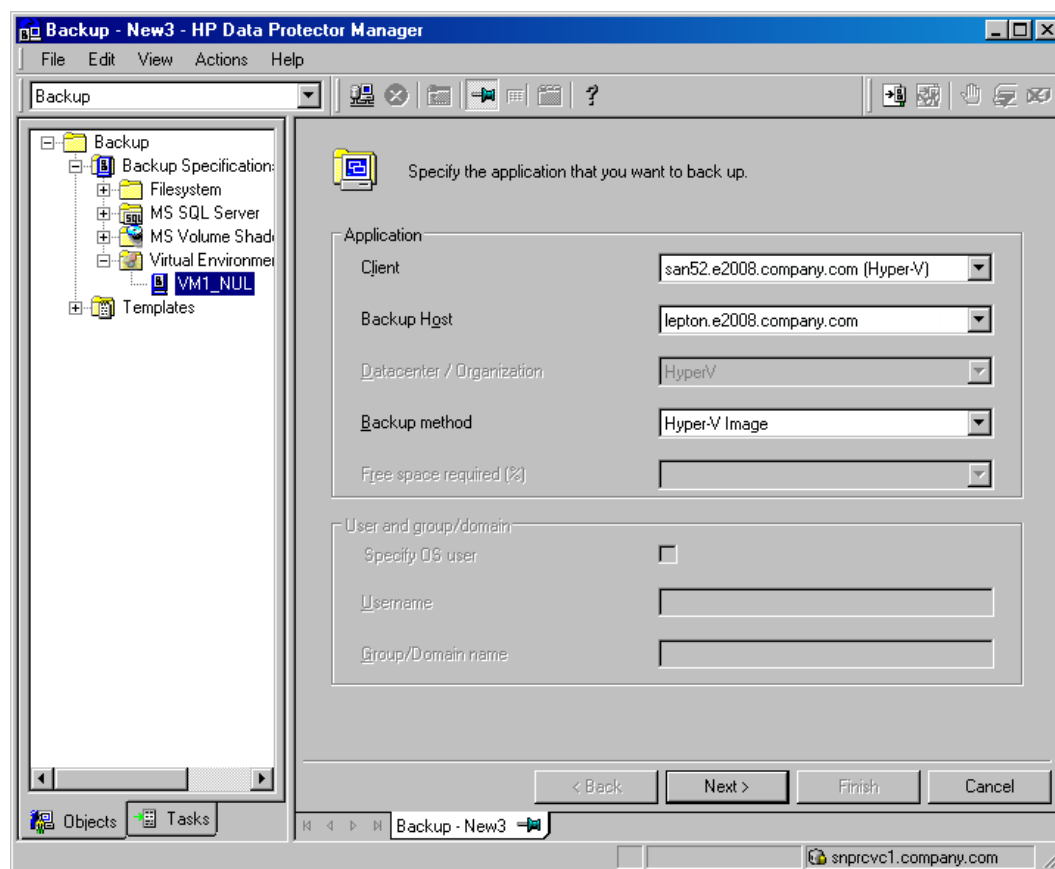 Backup - New3 - HP Data Protector Manager
File Edit View Actions Help
Backup
Backup
Backup Specification
Filesystem
MS SQL Server
MS Volume Shad
Virtual Environme
VM1_NUL
Templates
Objects
Tasks
Specify the application that you want to back up.
Application
Client
san52.e2008.company.com (Hyper-V)
Backup Host
lepton.e2008.company.com
Datacenter / Organization
HyperV
Backup method
Hyper-V Image
Free space required (%)
User and group/domain
Specify OS user
Username
Group/Domain name
< Back
Next >
Finish
Cancel
Backup - New3
snprcvc1.company.com